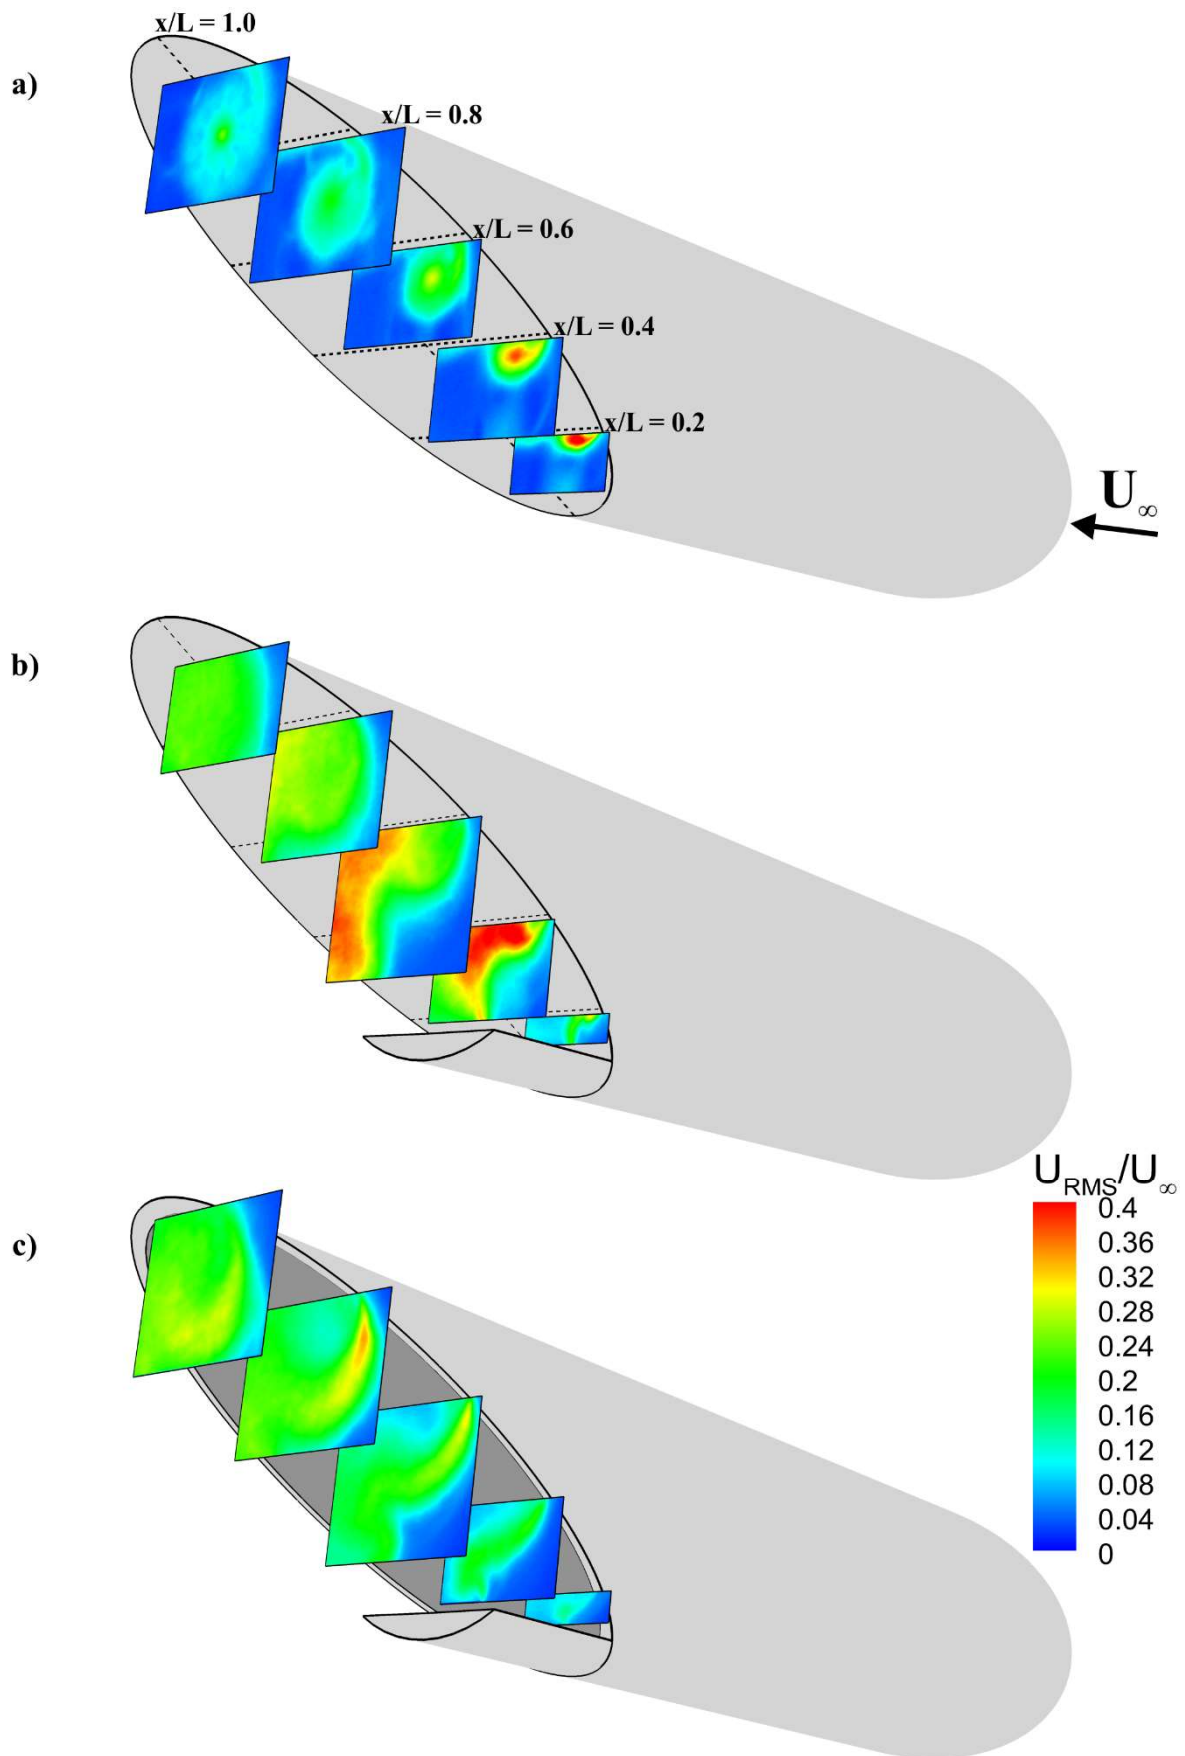 x/L = 1.0
a)
x/L = 0.8
x/L = 0.6
x/L = 0.4
x/L = 0.2
U∞
b)
U_RMS/U∞
0.4
0.36
0.32
0.28
0.24
0.2
0.16
0.12
0.08
0.04
0
c)